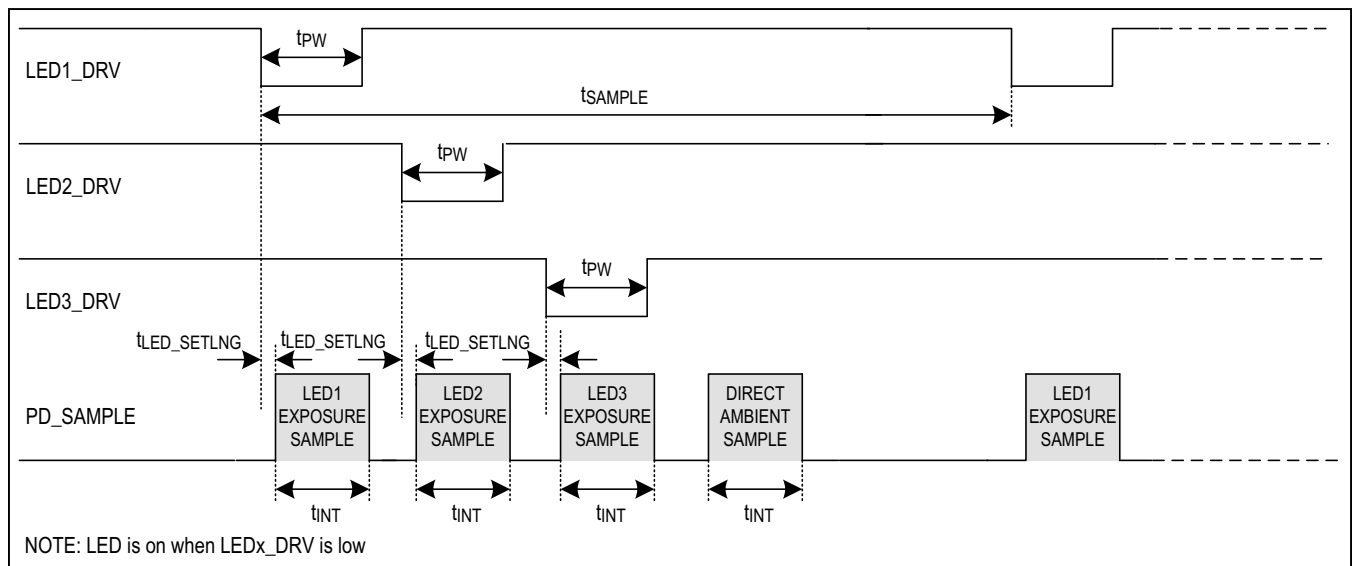 tPW
LED1_DRV
tSAMPLE
tPW
LED2_DRV
tPW
LED3_DRV
tLED_SETLNG tLED_SETLNG tLED_SETLNG
LED1 EXPOSURE SAMPLE
LED2 EXPOSURE SAMPLE
LED3 EXPOSURE SAMPLE
DIRECT AMBIENT SAMPLE
LED1 EXPOSURE SAMPLE
PD_SAMPLE
tINT tINT tINT tINT
NOTE: LED is on when LEDx_DRV is low